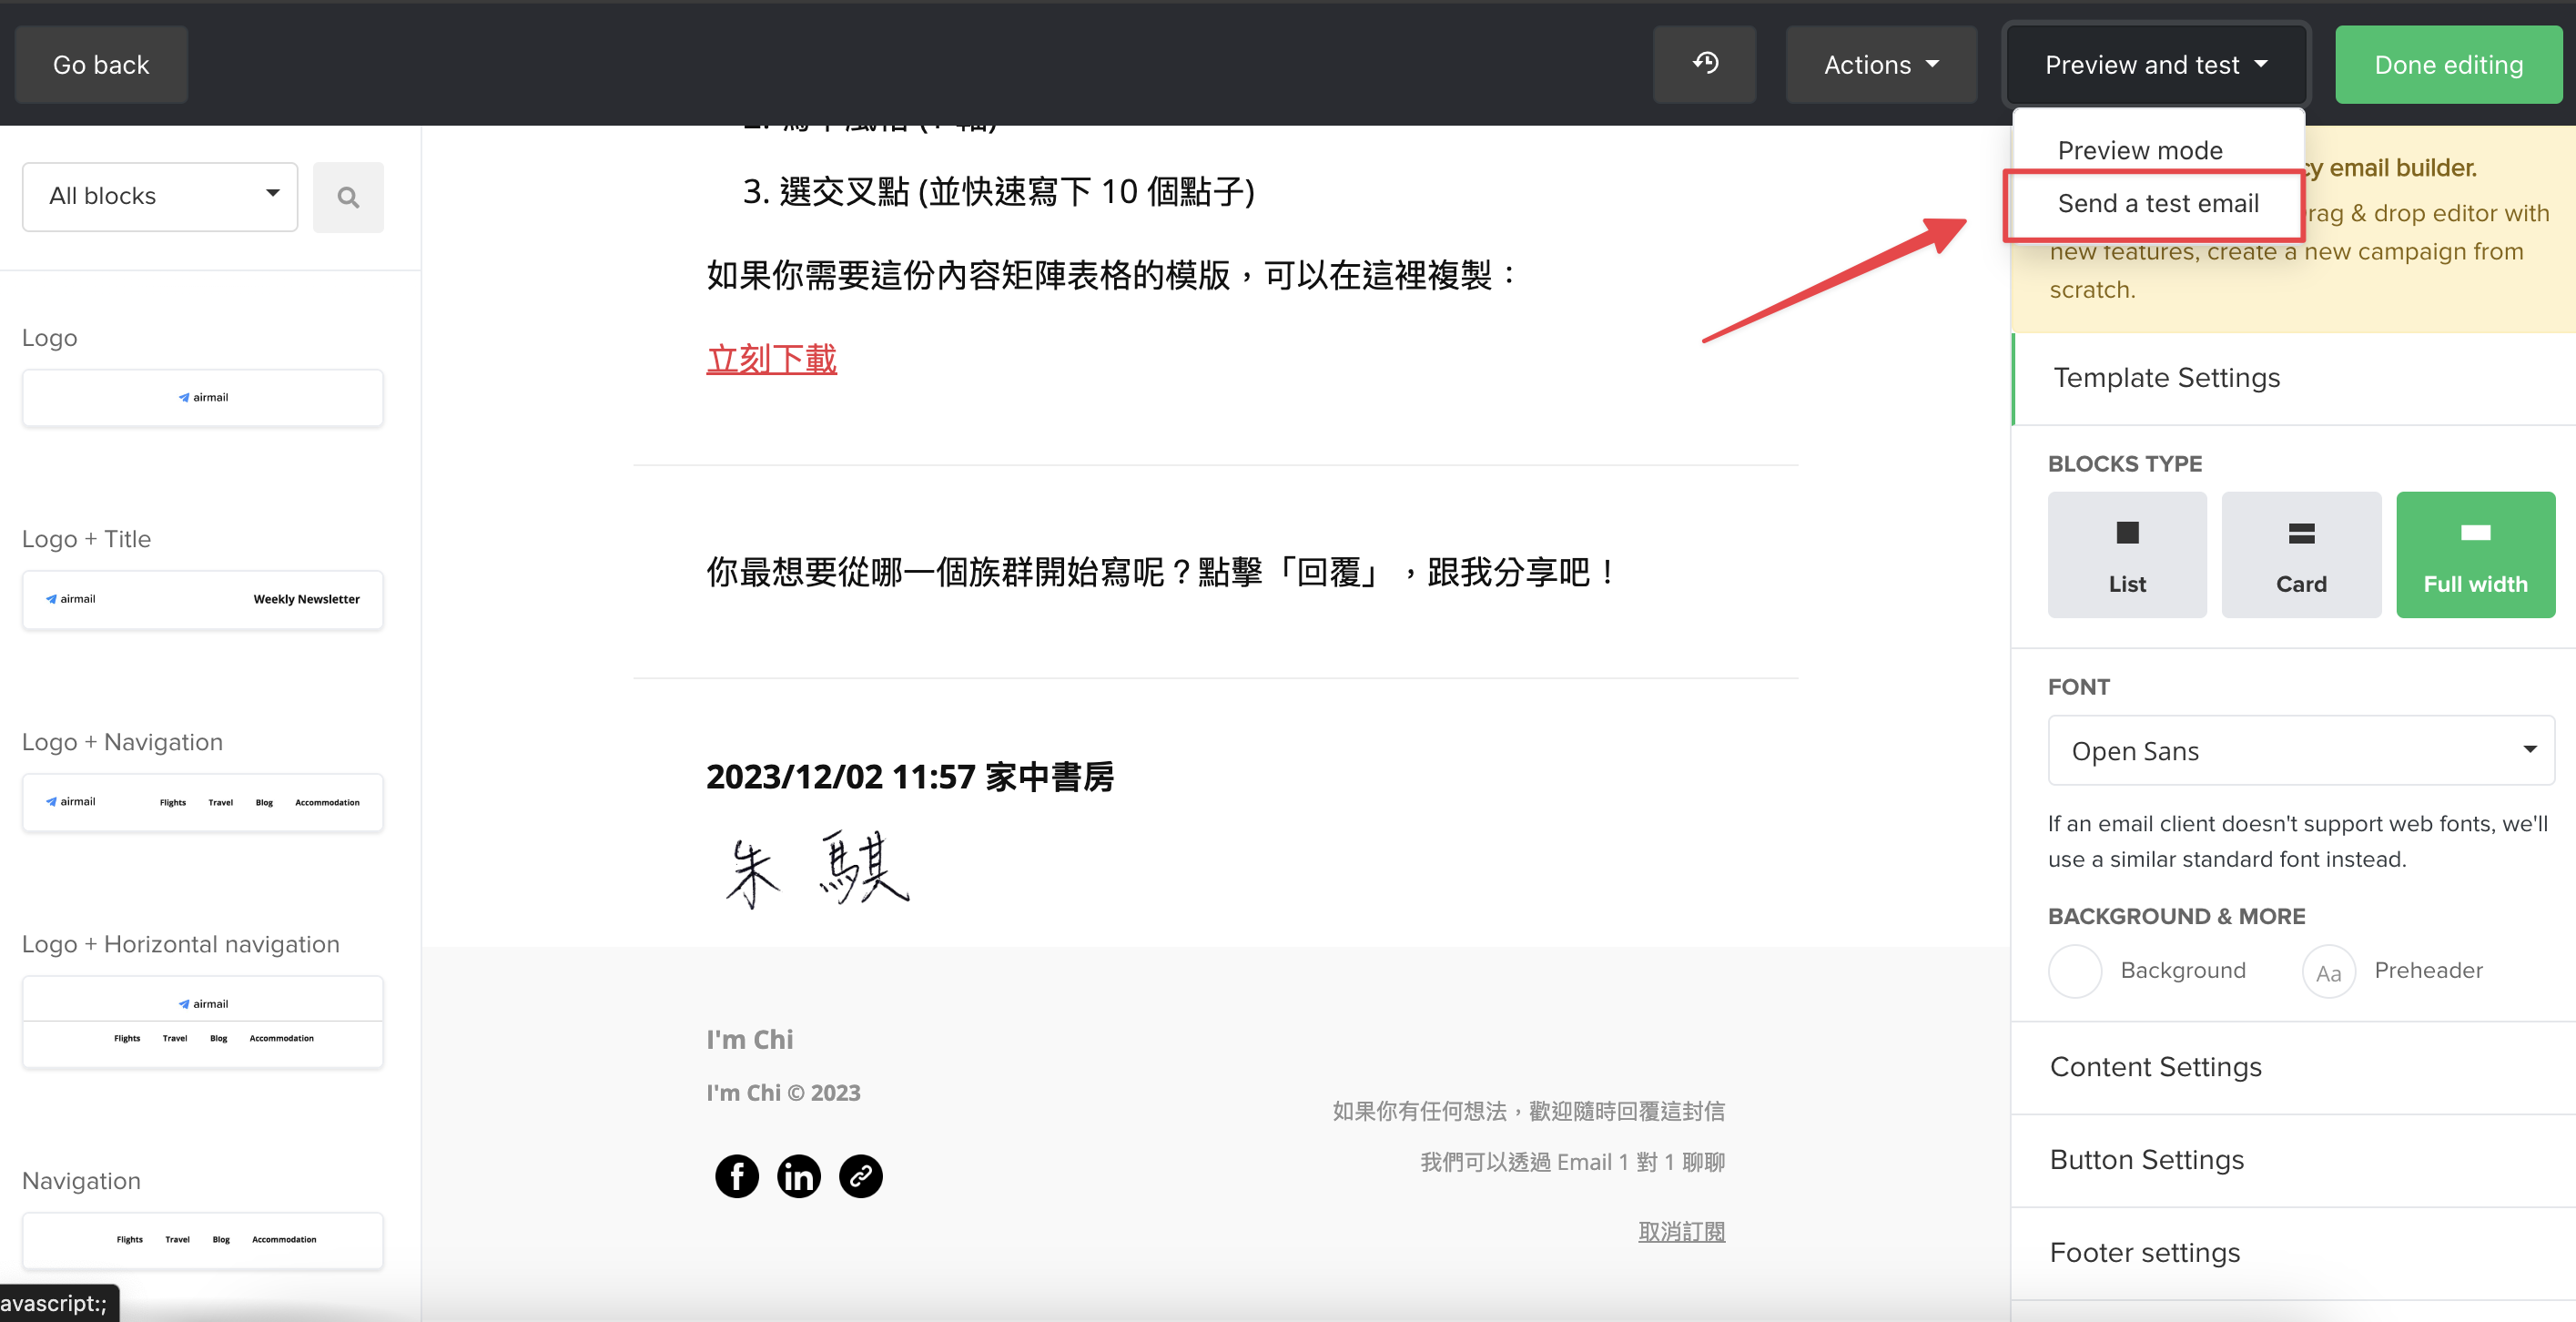 Go back
Actions
Preview and test
Done editing
Preview mode
Send a test email
cy email builder.
rag & drop editor with
new features, create a new campaign from
scratch.
All blocks
Logo
airmail
Logo + Title
airmail
Weekly Newsletter
Logo + Navigation
airmail
Flights Travel Blog Accommodation
Logo + Horizontal navigation
airmail
Flights Travel Blog Accommodation
Navigation
Flights Travel Blog Accommodation
avascript:;
3. 選交叉點 (並快速寫下 10 個點子)
如果你需要這份內容矩陣表格的模版，可以在這裡複製：
立刻下載
你最想要從哪一個族群開始寫呢？點擊「回覆」，跟我分享吧！
2023/12/02 11:57 家中書房
朱 騏
I'm Chi
I'm Chi © 2023
如果你有任何想法，歡迎隨時回覆這封信
我們可以透過 Email 1 對 1 聊聊
取消訂閱
Template Settings
BLOCKS TYPE
List
Card
Full width
FONT
Open Sans
If an email client doesn't support web fonts, we'll
use a similar standard font instead.
BACKGROUND & MORE
Background
Aa
Preheader
Content Settings
Button Settings
Footer settings